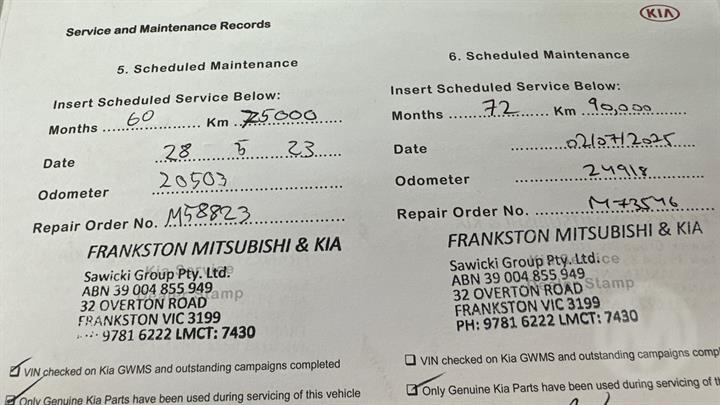 KIA
Service and Maintenance Records
5. Scheduled Maintenance
Insert Scheduled Service Below:
Months 60 Km 75000
Date 28 5 23
Odometer 20503
Repair Order No. M58823
FRANKSTON MITSUBISHI & KIA
Sawicki Group Pty. Ltd.
ABN 39 004 855 949
32 OVERTON ROAD
FRANKSTON VIC 3199
9781 6222 LMCT: 7430
VIN checked on Kia GWMS and outstanding campaigns completed
Only Genuine Kia Parts have been used during servicing of this vehicle
6. Scheduled Maintenance
Insert Scheduled Service Below:
Months 72 Km 90,000
Date 02/07/2025
Odometer 24918
Repair Order No. M73546
FRANKSTON MITSUBISHI & KIA
Sawicki Group Pty. Ltd.
ABN 39 004 855 949
32 OVERTON ROAD Stamp
FRANKSTON VIC 3199
PH: 9781 6222 LMCT: 7430
VIN checked on Kia GWMS and outstanding campaigns comp
Only Genuine Kia Parts have been used during servicing of th